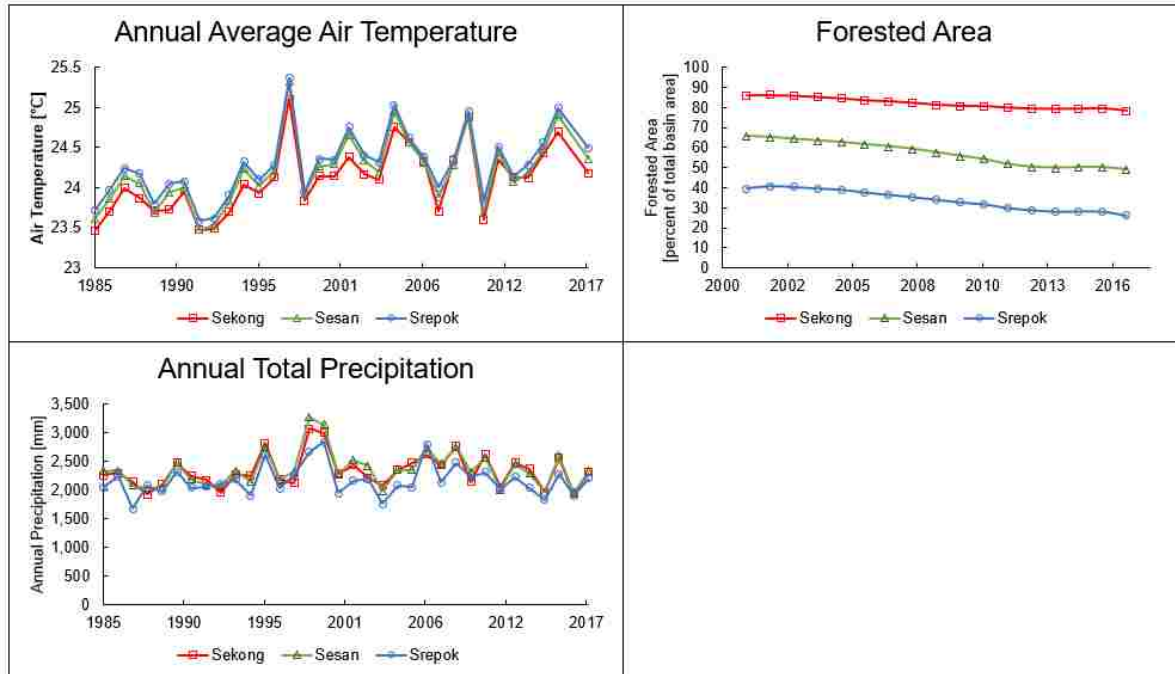 Annual Average Air Temperature
Air Temperature [°C]
25.5
25
24.5
24
23.5
23
1985 1990 1995 2001 2006 2012 2017
Sekong Sesan Srepok
Forested Area
Forested Area
[percent of total basin area]
100
90
80
70
60
50
40
30
20
10
0
2000 2002 2005 2008 2010 2013 2016
Sekong Sesan Srepok
Annual Total Precipitation
Annual Precipitation [mm]
3,500
3,000
2,500
2,000
1,500
1,000
500
0
1985 1990 1995 2001 2006 2012 2017
Sekong Sesan Srepok